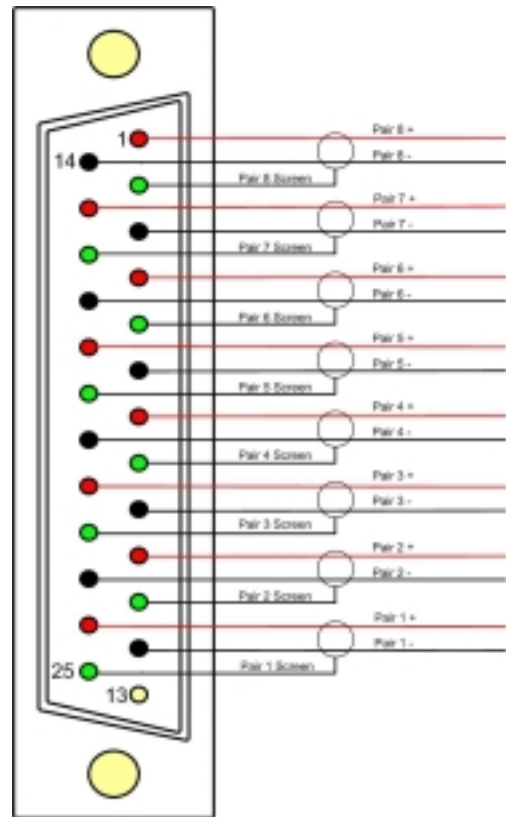 1
Pair 8 +
14
Pair 8 -
Pair 8 Screen
Pair 7 +
Pair 7 -
Pair 7 Screen
Pair 6 +
Pair 6 -
Pair 6 Screen
Pair 5 +
Pair 5 -
Pair 5 Screen
Pair 4 +
Pair 4 -
Pair 4 Screen
Pair 3 +
Pair 3 -
Pair 3 Screen
Pair 2 +
Pair 2 -
Pair 2 Screen
Pair 1 +
Pair 1 -
25
Pair 1 Screen
13